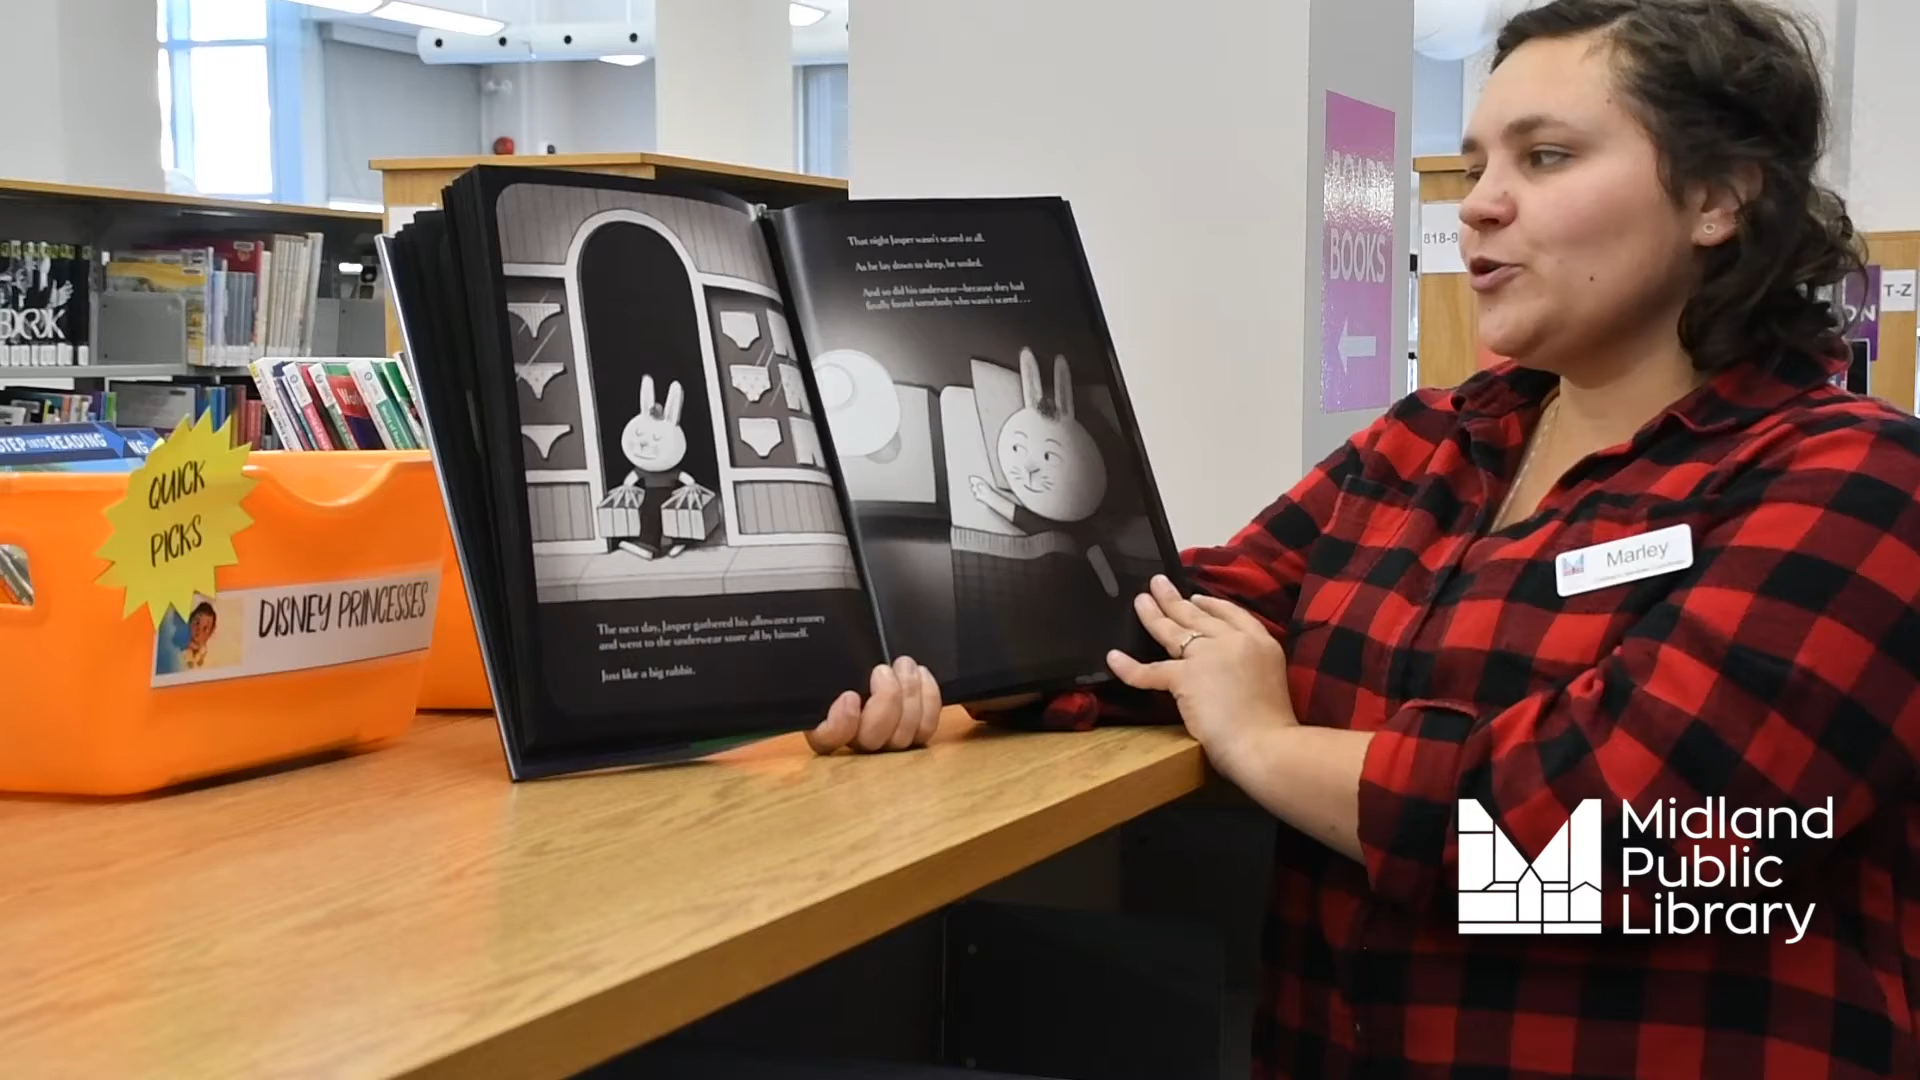 BOARD
BOOKS
818-9
T-Z
STEP INTO READING
QUICK
PICKS
DISNEY PRINCESSES
The next day, Jasper gathered his allowance money
and went to the underwear store all by himself.
Just like a big rabbit.
That night Jasper wasn't scared at all.
As he lay down to sleep, he smiled.
And so did his underwear—because they had
finally found somebody who wasn't scared . . .
Marley
Midland
Public
Library